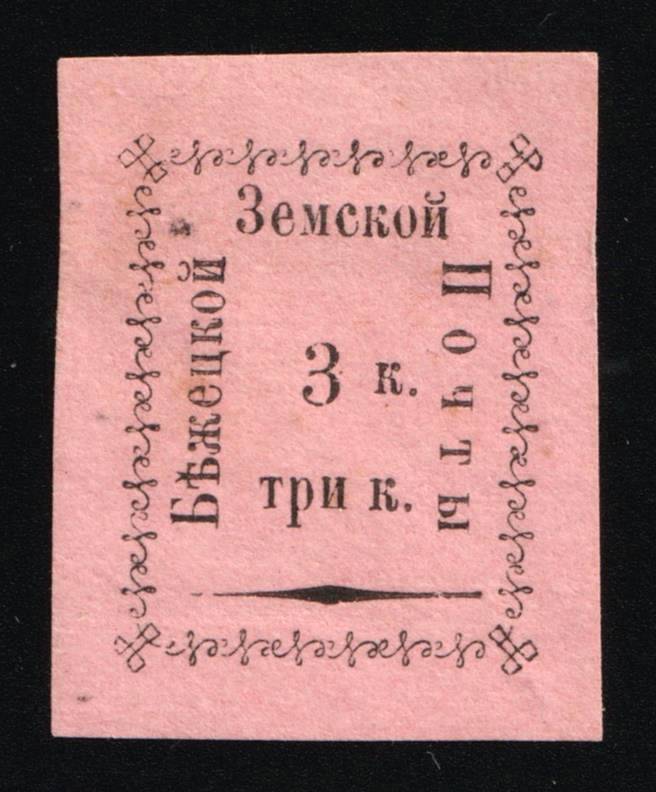 Бѣжецкой
Земской
Почты
3 к.
три к.